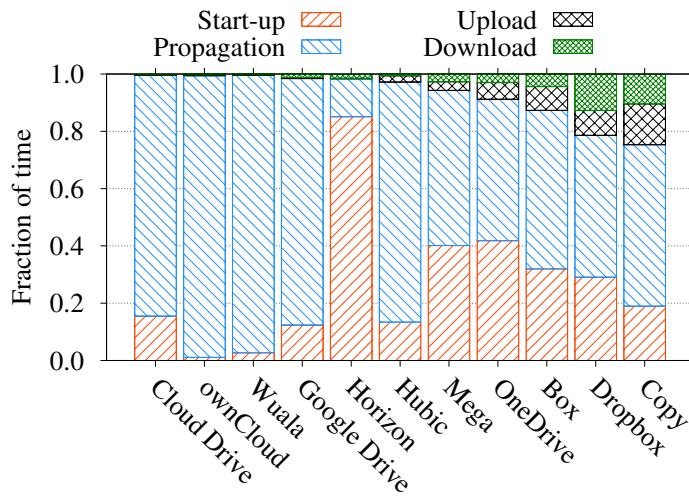 Start-up
Upload
Propagation
Download
1.0
0.8
0.6
0.4
0.2
0.0
Fraction of time
Cloud Drive
ownCloud
Wuala
Google Drive
Horizon
Hubic
Mega
OneDrive
Box
Dropbox
Copy